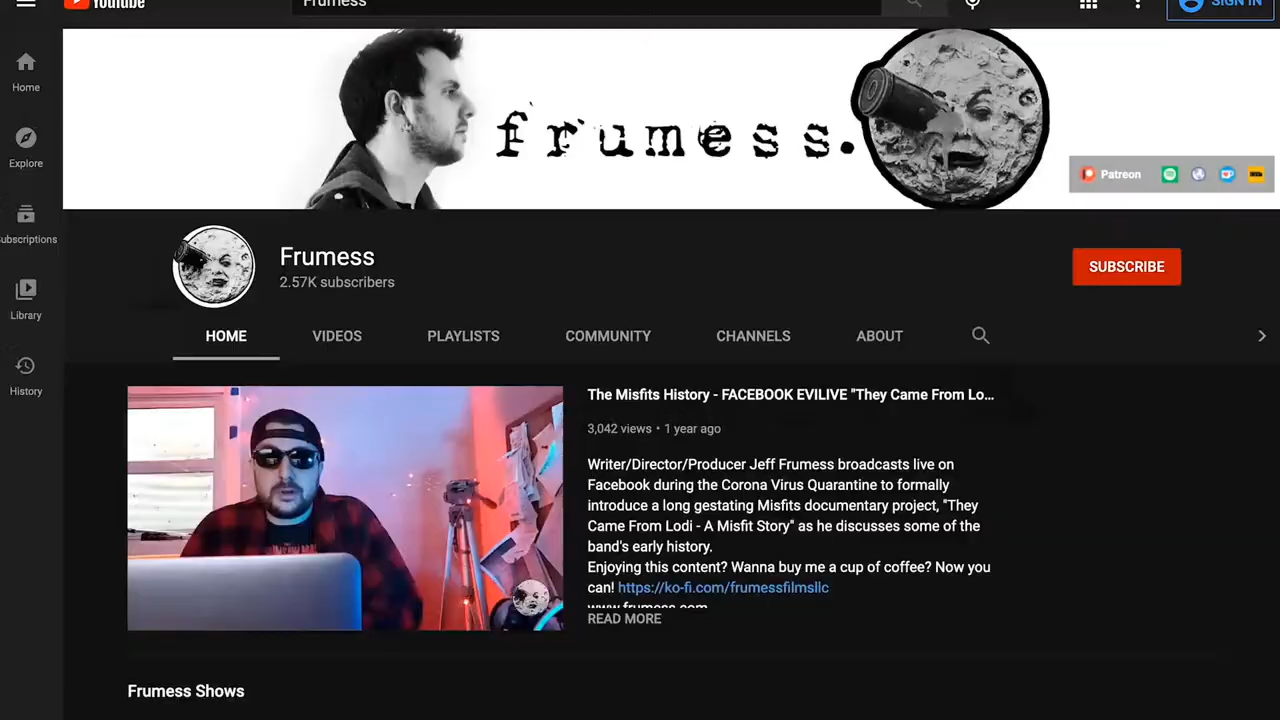 YouTube
Frumess
SIGN IN
Home
Explore
Subscriptions
Library
History
frumess.
Patreon
Frumess
2.57K subscribers
SUBSCRIBE
HOME
VIDEOS
PLAYLISTS
COMMUNITY
CHANNELS
ABOUT
The Misfits History - FACEBOOK EVILIVE "They Came From Lo...
3,042 views • 1 year ago
Writer/Director/Producer Jeff Frumess broadcasts live on
Facebook during the Corona Virus Quarantine to formally
introduce a long gestating Misfits documentary project, "They
Came From Lodi - A Misfit Story" as he discusses some of the
band's early history.
Enjoying this content? Wanna buy me a cup of coffee? Now you
can! https://ko-fi.com/frumessfilmsllc
www.frumess.com
READ MORE
Frumess Shows